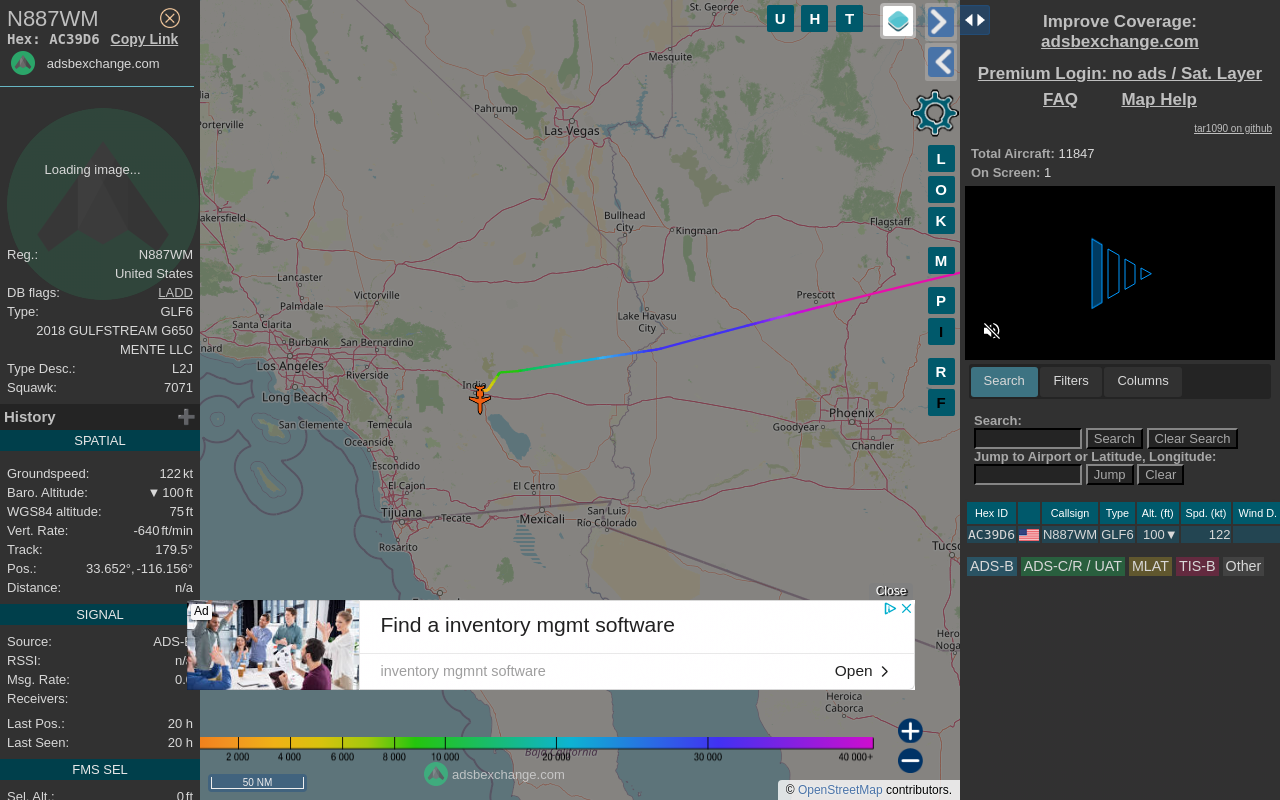 N887WM
Hex: AC39D6 Copy Link
adsbexchange.com
Loading image...
Reg.: N887WM
United States
DB flags: LADD
Type: GLF6
2018 GULFSTREAM G650
MENTE LLC
Type Desc.: L2J
Squawk: 7071
History
SPATIAL
Groundspeed: 122 kt
Baro. Altitude: ▼ 100 ft
WGS84 altitude: 75 ft
Vert. Rate: -640 ft/min
Track: 179.5°
Pos.: 33.652°, -116.156°
Distance: n/a
SIGNAL
Source: ADS-
RSSI: n/
Msg. Rate: 0.
Receivers:
Last Pos.: 20 h
Last Seen: 20 h
FMS SEL
Sel. Alt.: 0 ft
St. George
Mesquite
Pahrump
Las Vegas
lia
Porterville
akersfield
Bullhead
City
Kingman
Flagstaff
Lancaster
Palmdale
Victorville
Prescott
Lake Havasu
City
Santa Clarita
nard
Burbank
San Bernardino
Los Angeles
Riverside
Indio
Long Beach
San Clemente
Temecula
Oceanside
Escondido
Phoenix
Goodyear
Chandler
El Cajon
El Centro
Tijuana
Tecate
Mexicali
San Luis
Río Colorado
Rosarito
Tucso
Hero
Noga
Heroica
Caborca
Baja California
U H T
L
O
K
M
P
I
R
F
Close
Ad
Find a inventory mgmt software
inventory mgmnt software
Open
2 000 4 000 6 000 8 000 10 000 20 000 30 000 40 000+
50 NM
adsbexchange.com
© OpenStreetMap contributors.
Improve Coverage:
adsbexchange.com
Premium Login: no ads / Sat. Layer
FAQ Map Help
tar1090 on github
Total Aircraft: 11847
On Screen: 1
Search Filters Columns
Search:
Search Clear Search
Jump to Airport or Latitude, Longitude:
Jump Clear
Hex ID Callsign Type Alt. (ft) Spd. (kt) Wind D.
AC39D6 N887WM GLF6 100▼ 122
ADS-B ADS-C/R / UAT MLAT TIS-B Other